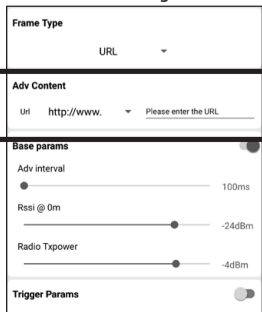 Frame Type
URL
Adv Content
Url http://www. Please enter the URL
Base params
Adv interval
100ms
Rssi @ 0m
-24dBm
Radio Txpower
-4dBm
Trigger Params